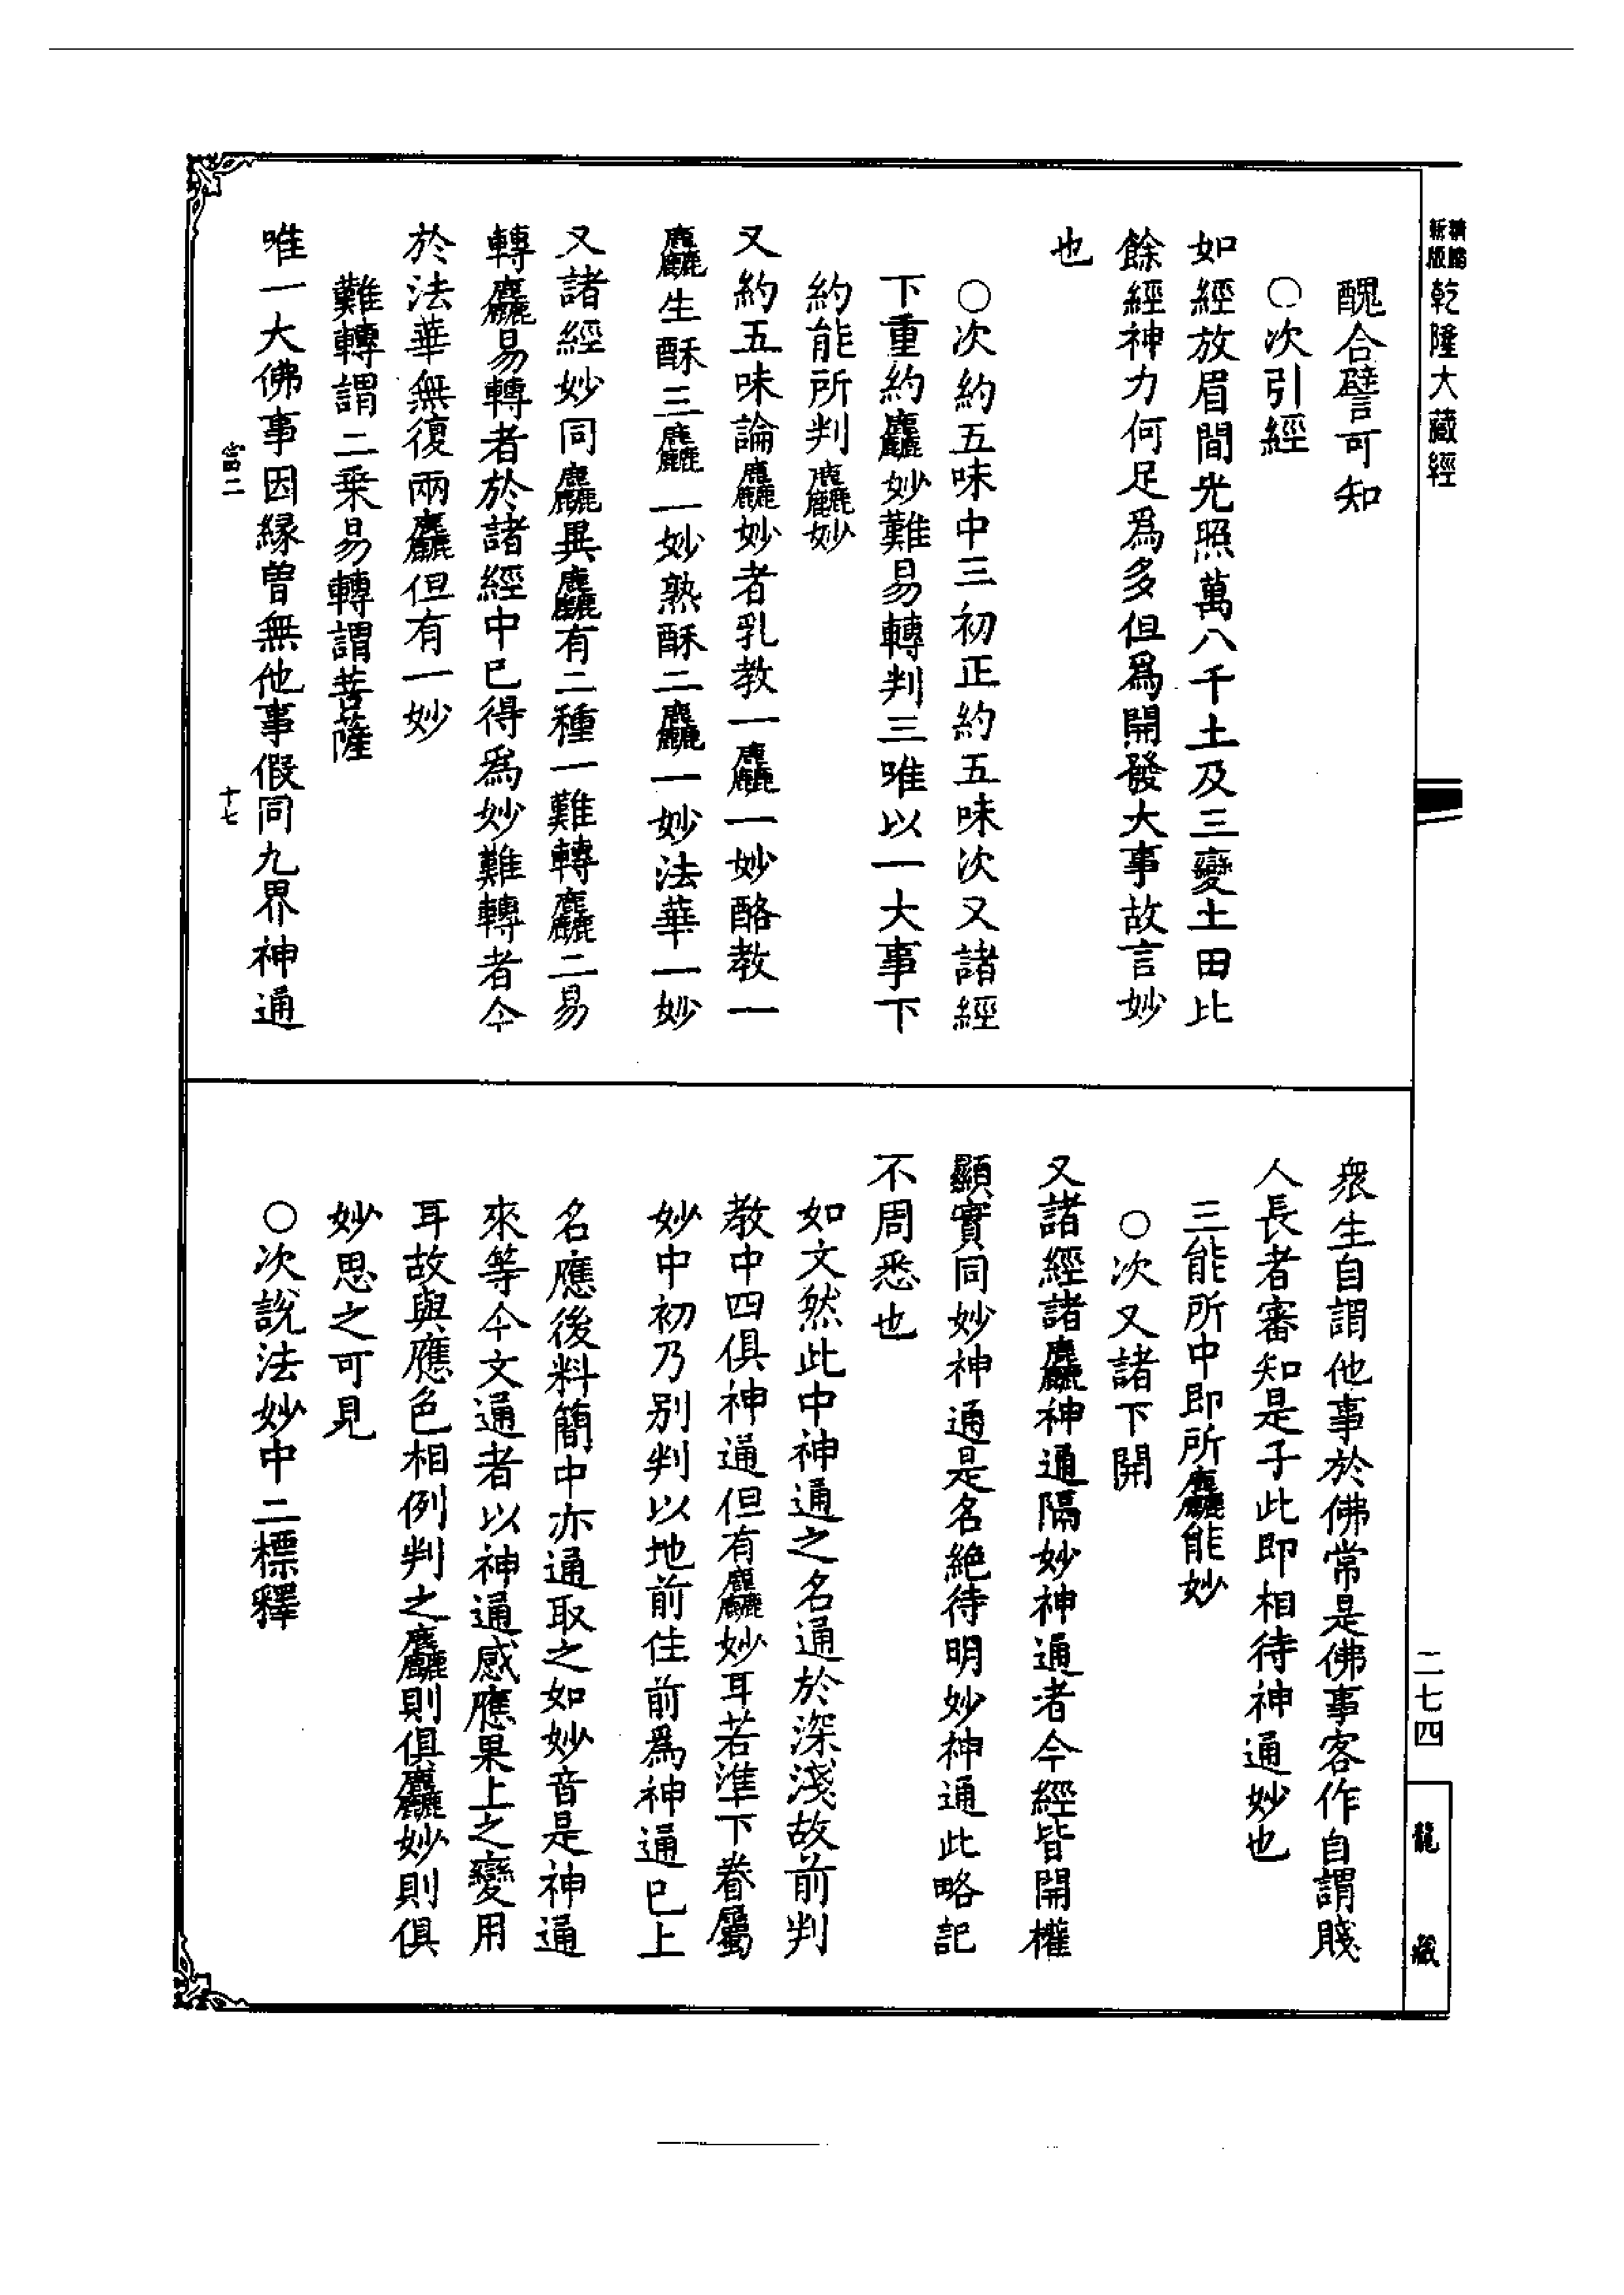 新版
乾隆大藏經
醜合譬可知
○次引經
如經放眉間光照萬八千土及三變土田比
餘經神力何足爲多但爲開發大事故言妙
也
○次約五味中三初正約五味次又諸經
下重約麤妙難易轉判三唯以一大事下
約能所判麤妙
又約五味論麤妙者乳教一麤一妙酪教一
麤生酥三麤一妙熟酥二麤一妙法華一妙
又諸經妙同麤異麤有二種一難轉麤二易
轉麤易轉者於諸經中已得爲妙難轉者今
於法華無復兩麤但有一妙
難轉謂二乗易轉謂菩薩
唯一大佛事因緣曾無他事假同九界神通
富二
十七
衆生自謂他事於佛常是佛事客作自謂賤
人長者審知是子此即相待神通妙也
三能所中即所麤能妙
○次又諸下開
又諸經諸麤神通隔妙神通者今經皆開權
顯實同妙神通是名絶待明妙神通此略記
不周悉也
如文然此中神通之名通於深淺故前判
教中四俱神通但有麤妙耳若準下眷屬
妙中初乃別判以地前住前爲神通已上
名應後料簡中亦通取之如妙音是神通
來等今文通者以神通感應果上之變用
耳故與應色相例判之麤則俱麤妙則俱
妙思之可見
○次說法妙中二標釋
二七四
龍藏